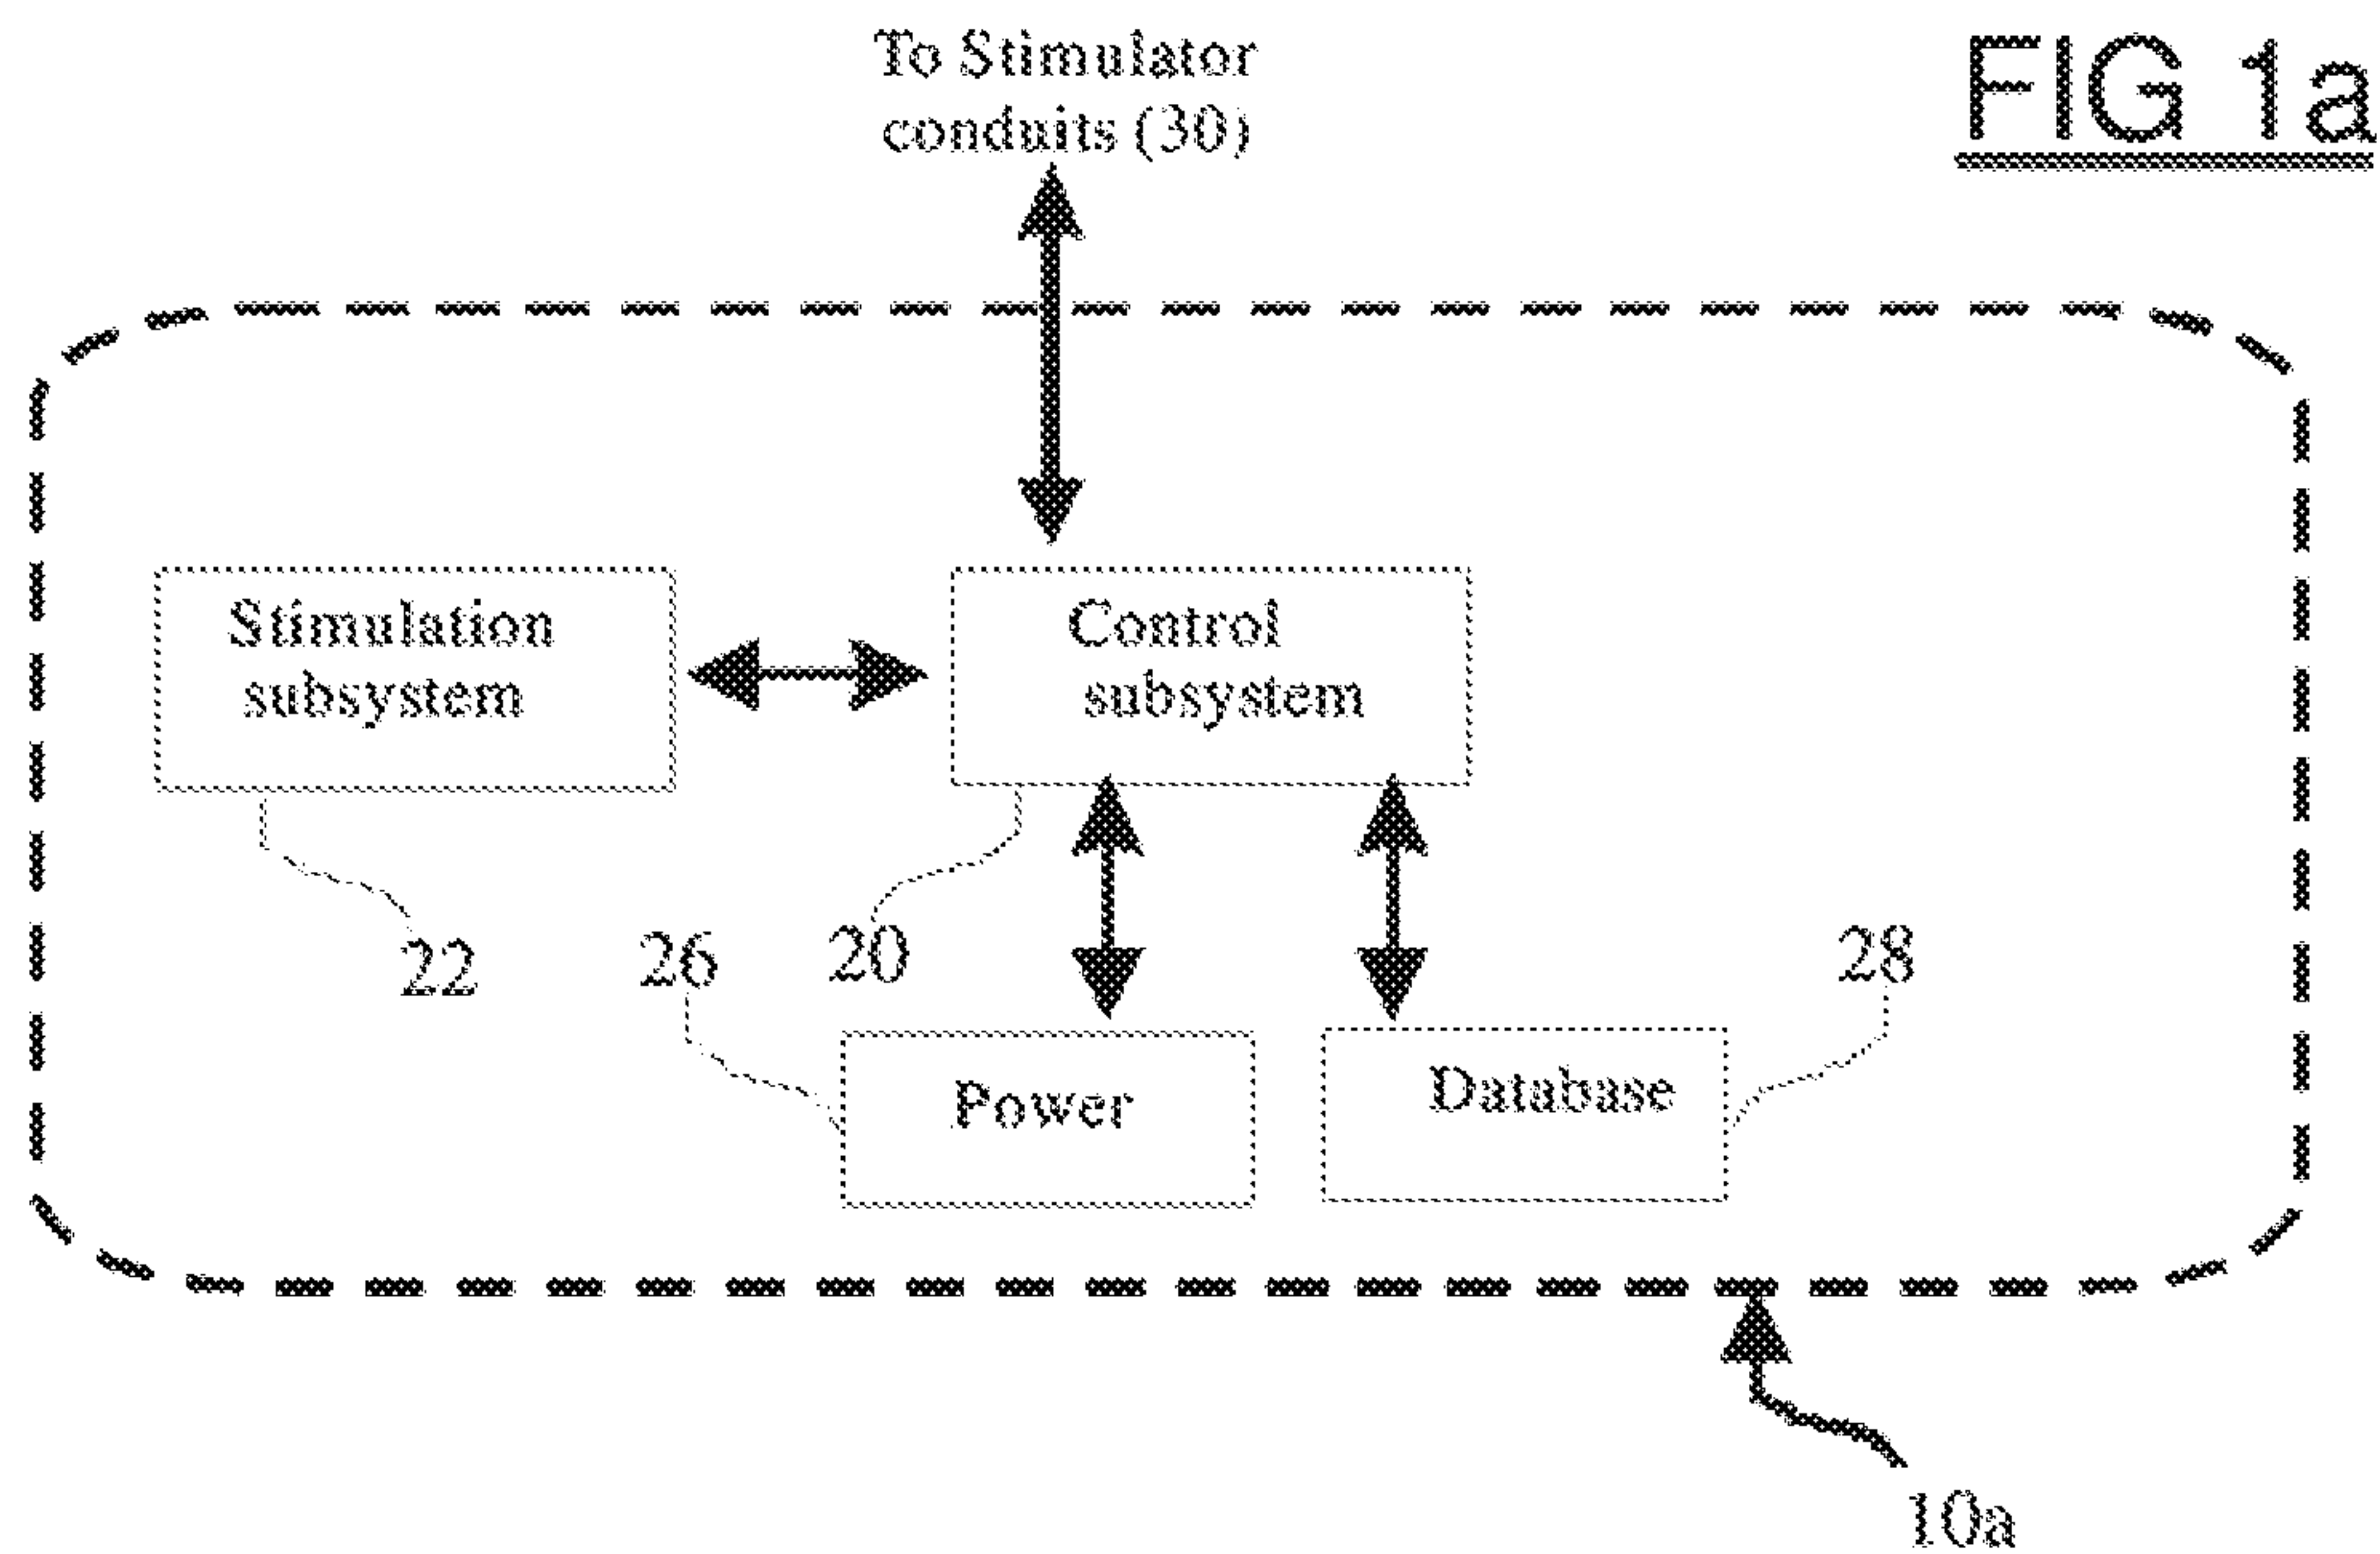 To Stimulator
conduits (30)
FIG 1a
Stimulation
subsystem
Control
subsystem
22
26
20
28
Power
Database
10a